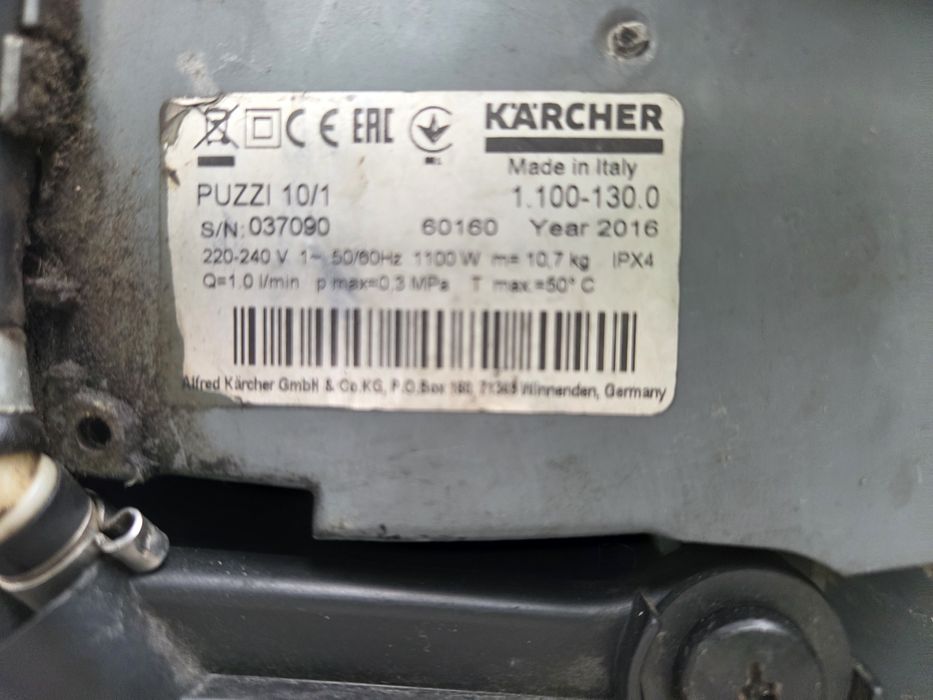 CE EAC KÄRCHER
Made in Italy
PUZZI 10/1 1.100-130.0
S/N: 037090 60160 Year 2016
220-240 V 1~ 50/60Hz 1100 W m= 10,7 kg IPX4
Q=1.0 l/min p max=0,3 MPa T max.=50° C
Alfred Kärcher GmbH & Co.KG, P.O.Box Winnenden, Germany